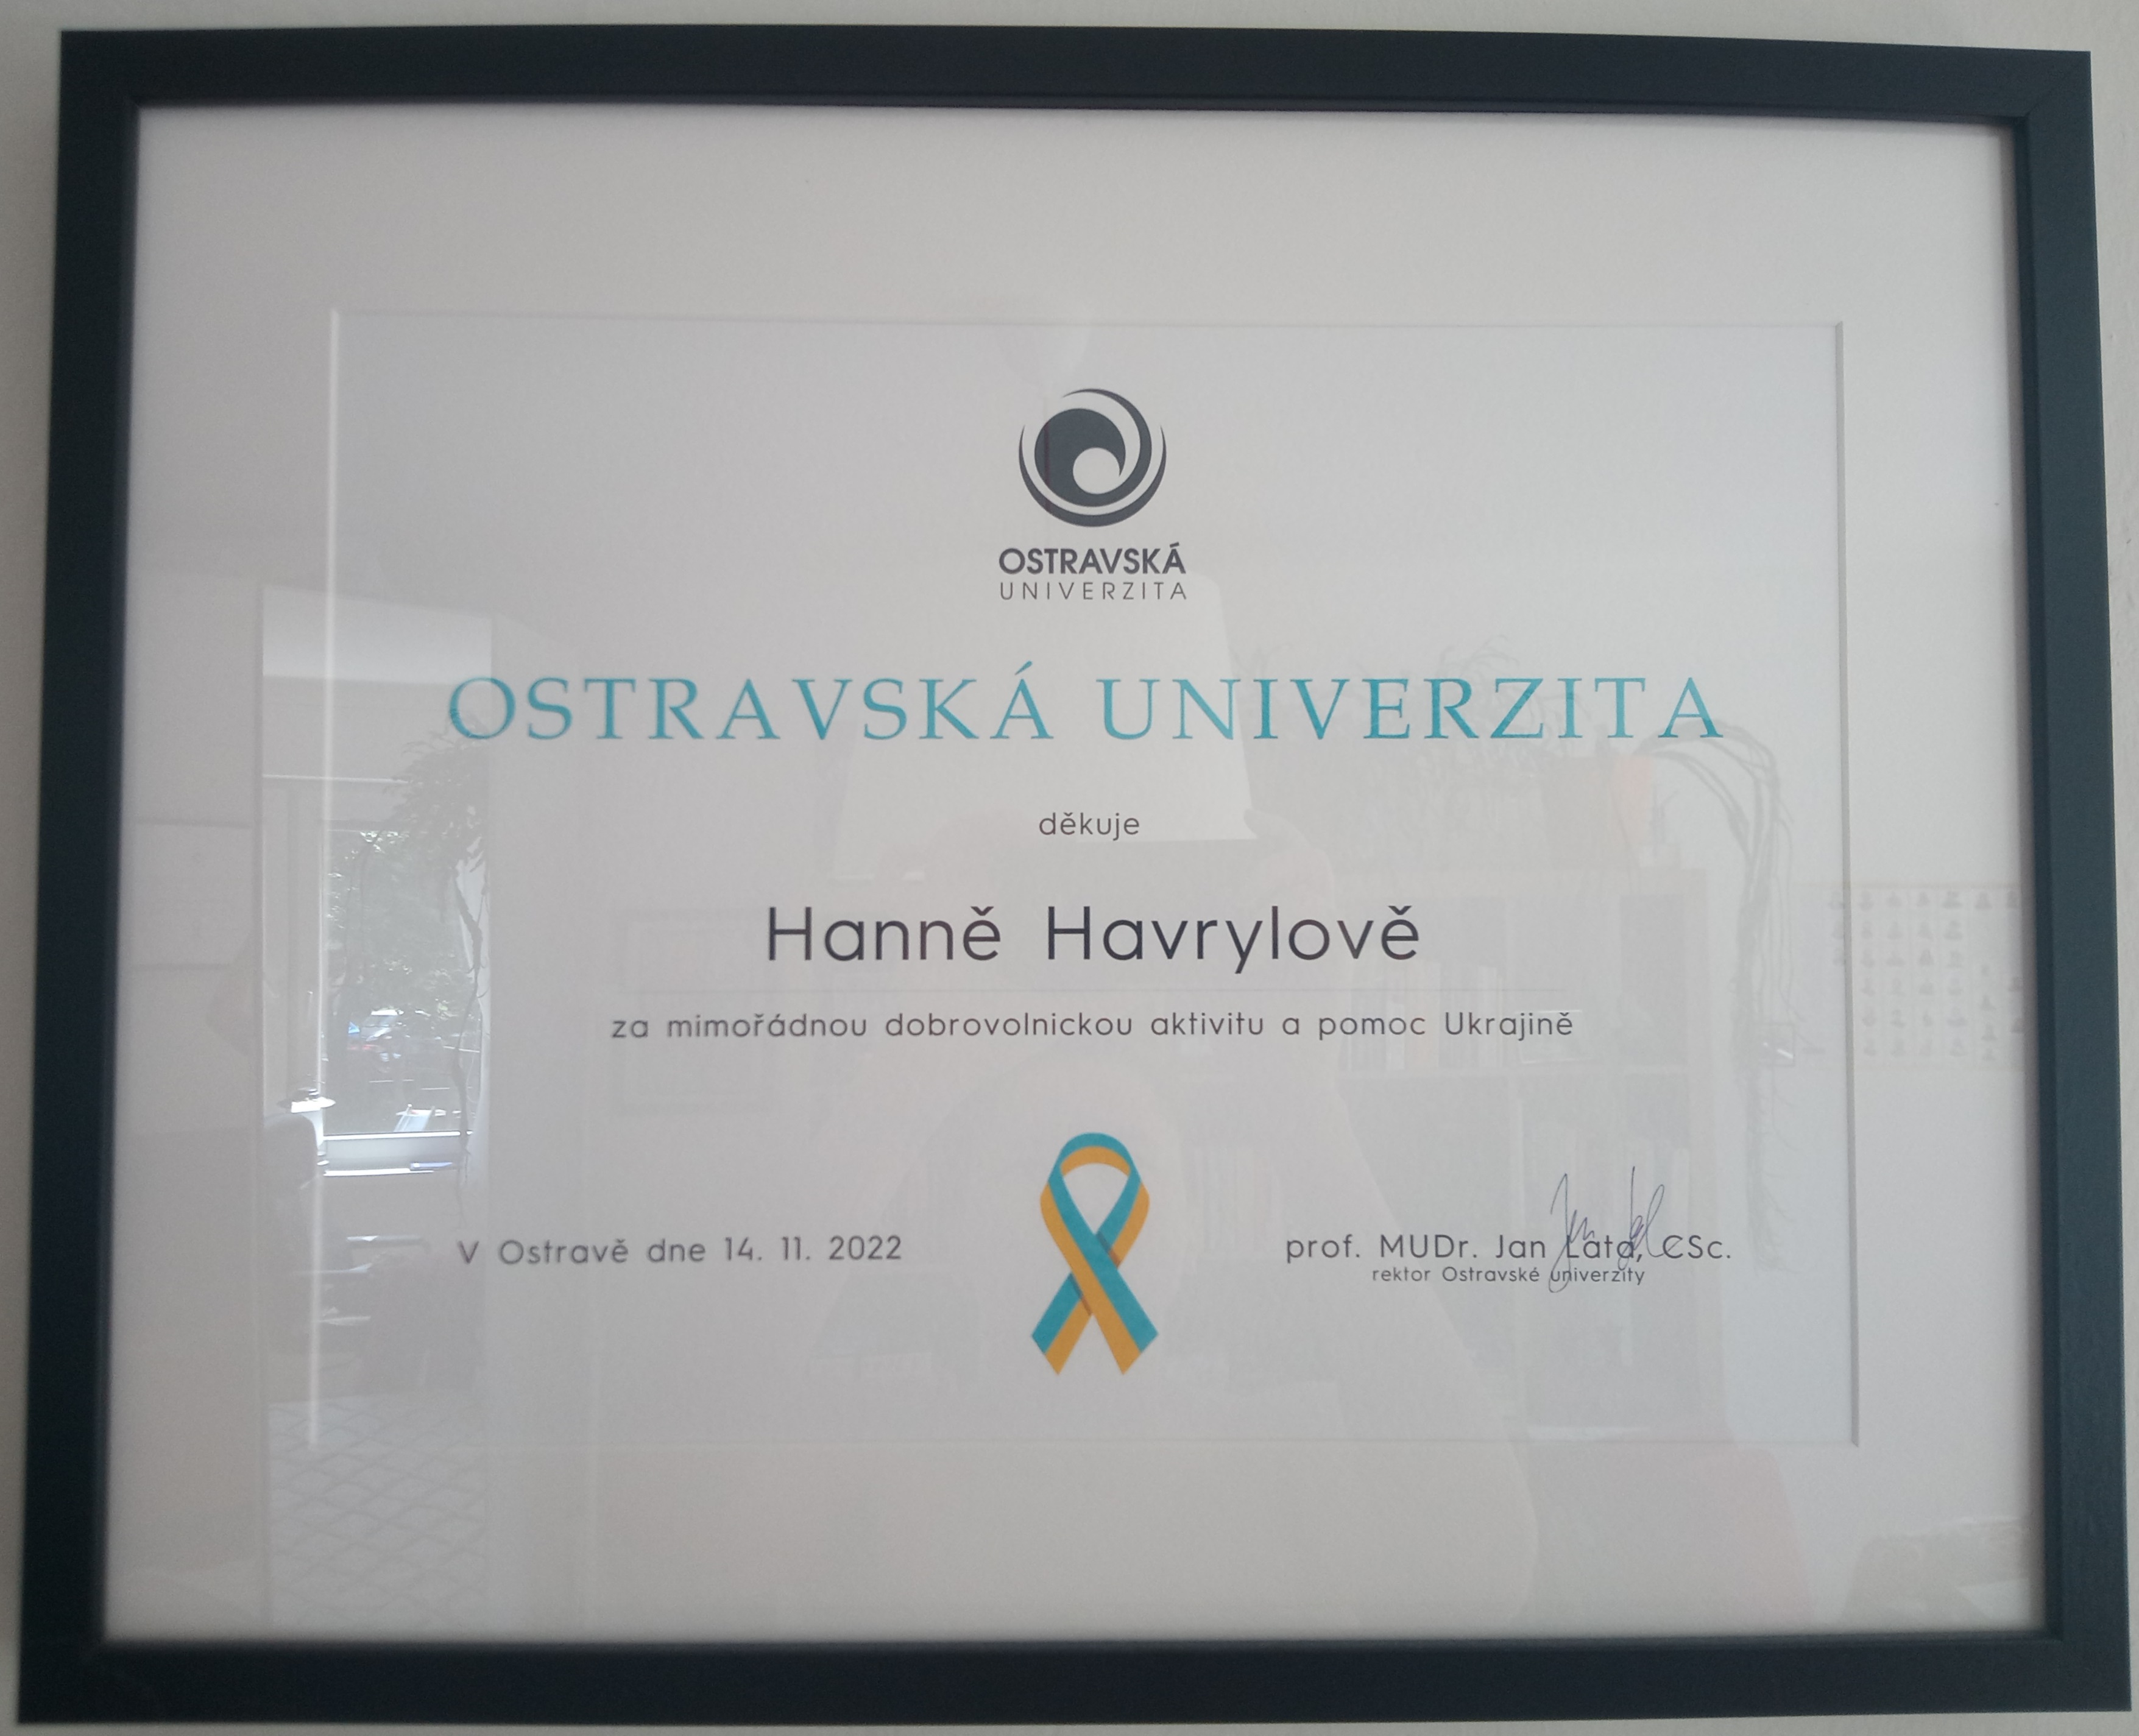 OSTRAVSKÁ
UNIVERZITA
OSTRAVSKÁ UNIVERZITA
děkuje
Hanně Havrylově
za mimořádnou dobrovolnickou aktivitu a pomoc Ukrajině
V Ostravě dne 14. 11. 2022
prof. MUDr. Jan Lata, CSc.
rektor Ostravské univerzity